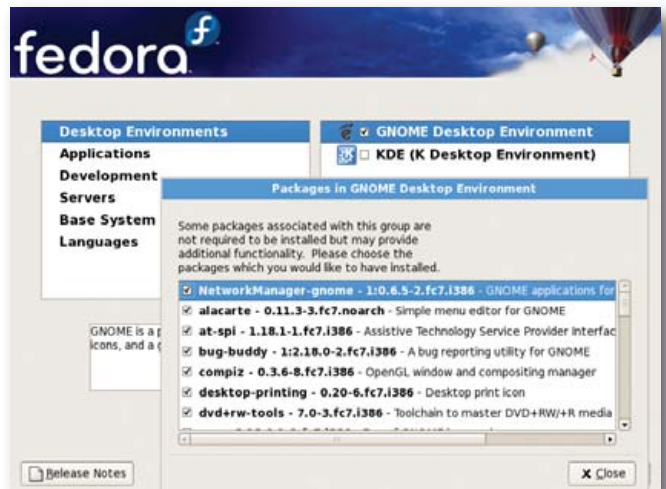 fedora
Desktop Environments
Applications
Development
Servers
Base System
Languages
GNOME Desktop Environment
KDE (K Desktop Environment)
Packages in GNOME Desktop Environment
Some packages associated with this group are
not required to be installed but may provide
additional functionality. Please choose the
packages which you would like to have installed.
NetworkManager-gnome - 1:0.6.5-2.fc7.i386 - GNOME applications for
alacarte - 0.11.3-3.fc7.noarch - Simple menu editor for GNOME
at-spi - 1.18.1-1.fc7.i386 - Assistive Technology Service Provider Interfac
bug-buddy - 1:2.18.0-2.fc7.i386 - A bug reporting utility for GNOME
compiz - 0.3.6-8.fc7.i386 - OpenGL window and compositing manager
desktop-printing - 0.20-6.fc7.i386 - Desktop print icon
dvd+rw-tools - 7.0-3.fc7.i386 - Toolchain to master DVD+RW/+R media
GNOME is a
icons, and a
Release Notes
Close